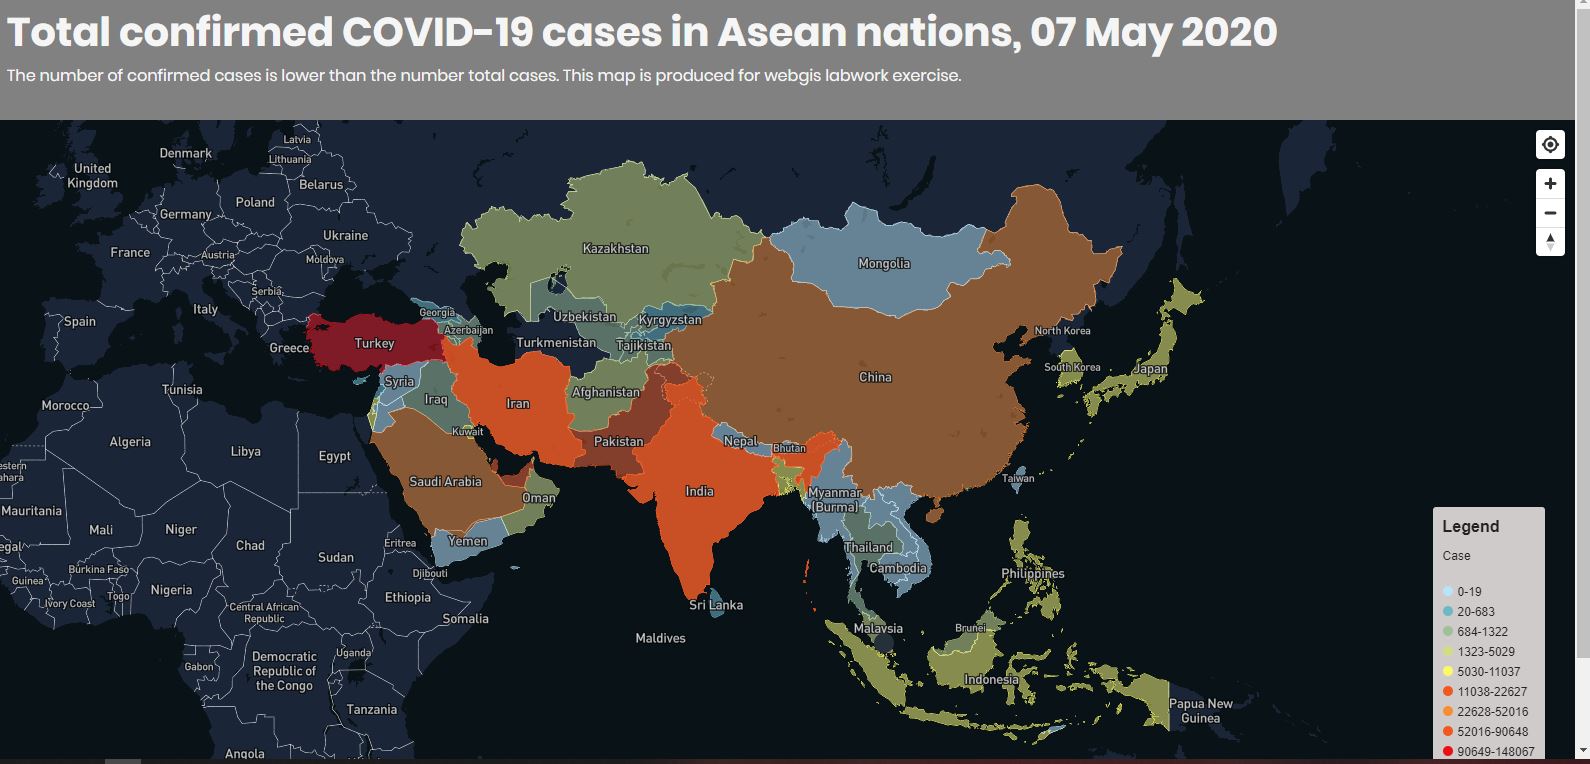 Total confirmed COVID-19 cases in Asean nations, 07 May 2020
The number of confirmed cases is lower than the number total cases. This map is produced for webgis labwork exercise.
Latvia
Denmark
Lithuania
United
Kingdom
Belarus
Poland
Germany
Ukraine
France
Austria
Moldova
Kazakhstan
Mongolia
Serbia
Italy
Spain
Georgia
Uzbekistan
Kyrgyzstan
Azerbaijan
North Korea
Greece
Turkey
Turkmenistan
Tajikistan
South Korea
Japan
China
Tunisia
Syria
Afghanistan
Morocco
Iraq
Iran
Kuwait
Algeria
Libya
Egypt
Pakistan
Nepal
Bhutan
estern
ahara
Saudi Arabia
Oman
India
Myanmar
(Burma)
Taiwan
Mauritania
Mali
Niger
Chad
Sudan
Eritrea
Yemen
Thailand
egal
Burkina Faso
Guinea
Djibouti
Cambodia
Philippines
Ivory Coast
Togo
Nigeria
Central African
Republic
Ethiopia
Somalia
Sri Lanka
Maldives
Malaysia
Brunei
Gabon
Democratic
Republic of
the Congo
Uganda
Indonesia
Tanzania
Papua New
Guinea
Angola
Legend
Case
0-19
20-683
684-1322
1323-5029
5030-11037
11038-22627
22628-52016
52016-90648
90649-148067